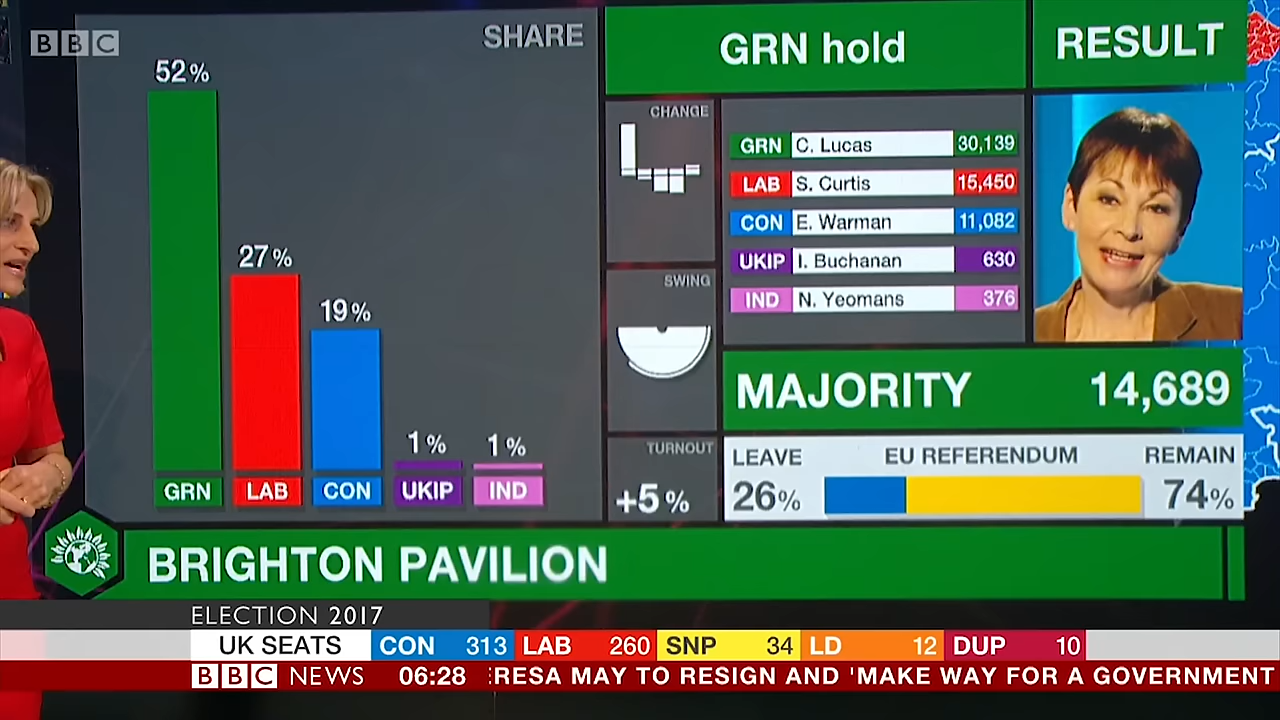 BBC
SHARE
52%
27%
19%
1%
1%
GRN
LAB
CON
UKIP
IND
GRN hold
RESULT
CHANGE
GRN C. Lucas 30,139
LAB S. Curtis 15,450
CON E. Warman 11,082
UKIP I. Buchanan 630
IND N. Yeomans 376
SWING
TURNOUT
+5%
MAJORITY 14,689
LEAVE EU REFERENDUM REMAIN
26% 74%
BRIGHTON PAVILION
ELECTION 2017
UK SEATS CON 313 LAB 260 SNP 34 LD 12 DUP 10
BBC NEWS 06:28 RESA MAY TO RESIGN AND 'MAKE WAY FOR A GOVERNMENT